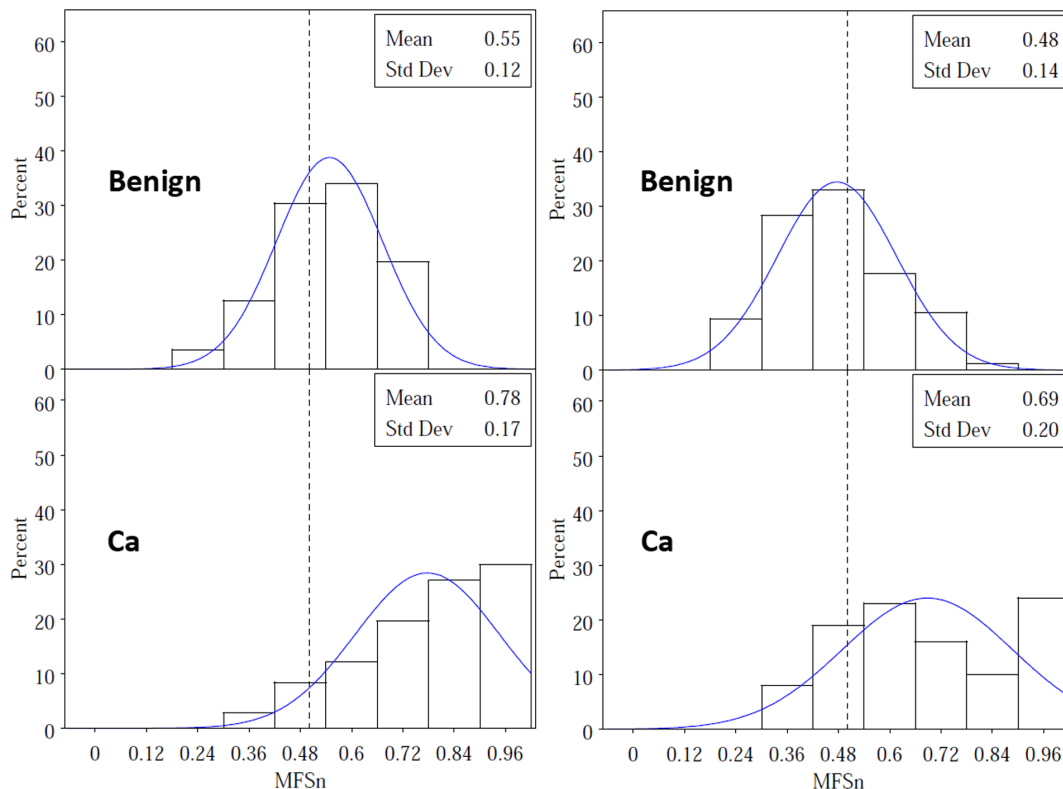 60
50
40
30
20
10
0
Percent
Benign
Mean 0.55
Std Dev 0.12
60
50
40
30
20
10
0
Percent
Ca
Mean 0.78
Std Dev 0.17
0 0.12 0.24 0.36 0.48 0.6 0.72 0.84 0.96
MFSn
60
50
40
30
20
10
0
Percent
Benign
Mean 0.48
Std Dev 0.14
60
50
40
30
20
10
0
Percent
Ca
Mean 0.69
Std Dev 0.20
0 0.12 0.24 0.36 0.48 0.6 0.72 0.84 0.96
MFSn